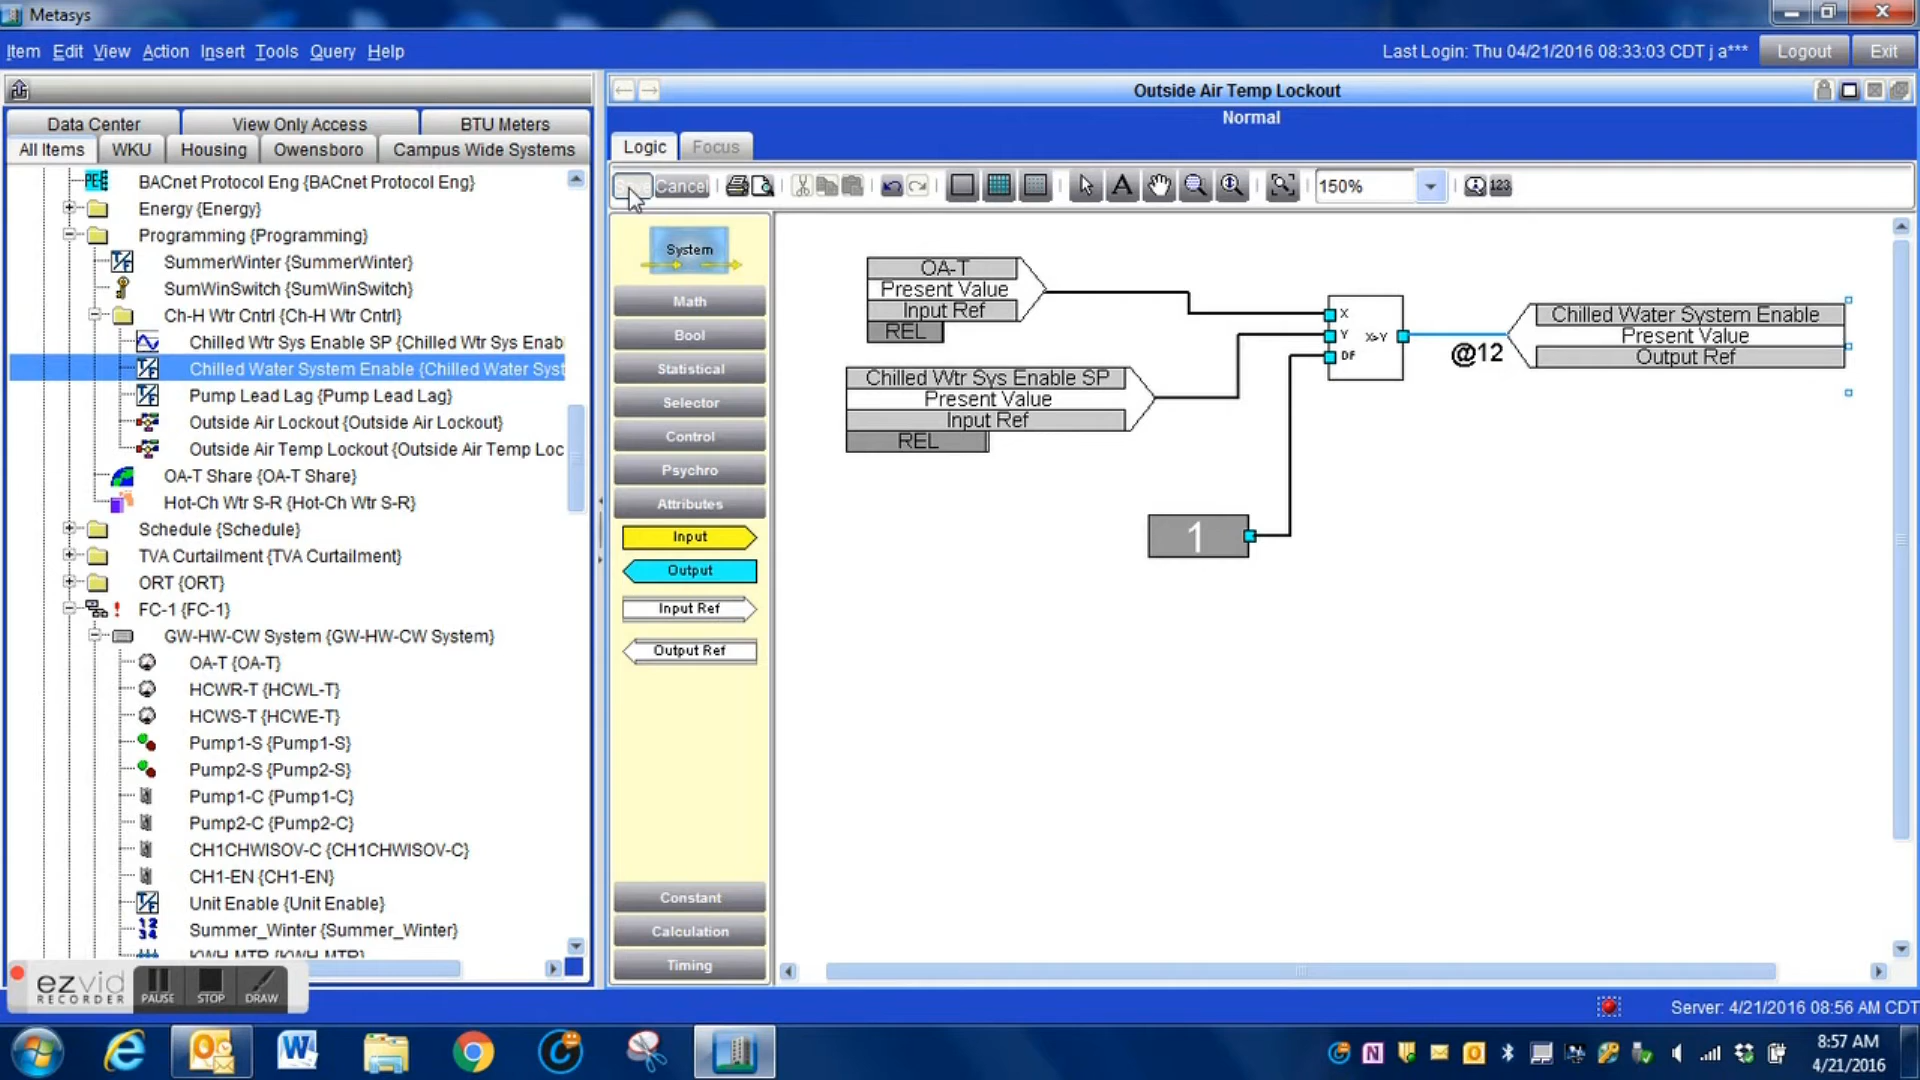 Metasys
Item Edit View Action Insert Tools Query Help
Last Login: Thu 04/21/2016 08:33:03 CDT j a***
Logout
Exit
Data Center
View Only Access
BTU Meters
All Items
WKU
Housing
Owensboro
Campus Wide Systems
BACnet Protocol Eng {BACnet Protocol Eng}
Energy {Energy}
Programming {Programming}
SummerWinter {SummerWinter}
SumWinSwitch {SumWinSwitch}
Ch-H Wtr Cntrl {Ch-H Wtr Cntrl}
Chilled Wtr Sys Enable SP {Chilled Wtr Sys Enab
Chilled Water System Enable {Chilled Water Syst
Pump Lead Lag {Pump Lead Lag}
Outside Air Lockout {Outside Air Lockout}
Outside Air Temp Lockout {Outside Air Temp Loc
OA-T Share {OA-T Share}
Hot-Ch Wtr S-R {Hot-Ch Wtr S-R}
Schedule {Schedule}
TVA Curtailment {TVA Curtailment}
ORT {ORT}
FC-1 {FC-1}
GW-HW-CW System {GW-HW-CW System}
OA-T {OA-T}
HCWR-T {HCWL-T}
HCWS-T {HCWE-T}
Pump1-S {Pump1-S}
Pump2-S {Pump2-S}
Pump1-C {Pump1-C}
Pump2-C {Pump2-C}
CH1CHWISOV-C {CH1CHWISOV-C}
CH1-EN {CH1-EN}
Unit Enable {Unit Enable}
Summer_Winter {Summer_Winter}
KWH-MTR {KWH-MTR}
ezvid
RECORDER
PAUSE
STOP
DRAW
Outside Air Temp Lockout
Normal
Logic
Focus
Cancel
A
150%
123
System
Math
Bool
Statistical
Selector
Control
Psychro
Attributes
Input
Output
Input Ref
Output Ref
Constant
Calculation
Timing
OA-T
Present Value
Input Ref
REL
Chilled Wtr Sys Enable SP
Present Value
Input Ref
REL
1
X
Y
DF
X>Y
@12
Chilled Water System Enable
Present Value
Output Ref
Server: 4/21/2016 08:56 AM CDT
8:57 AM
4/21/2016